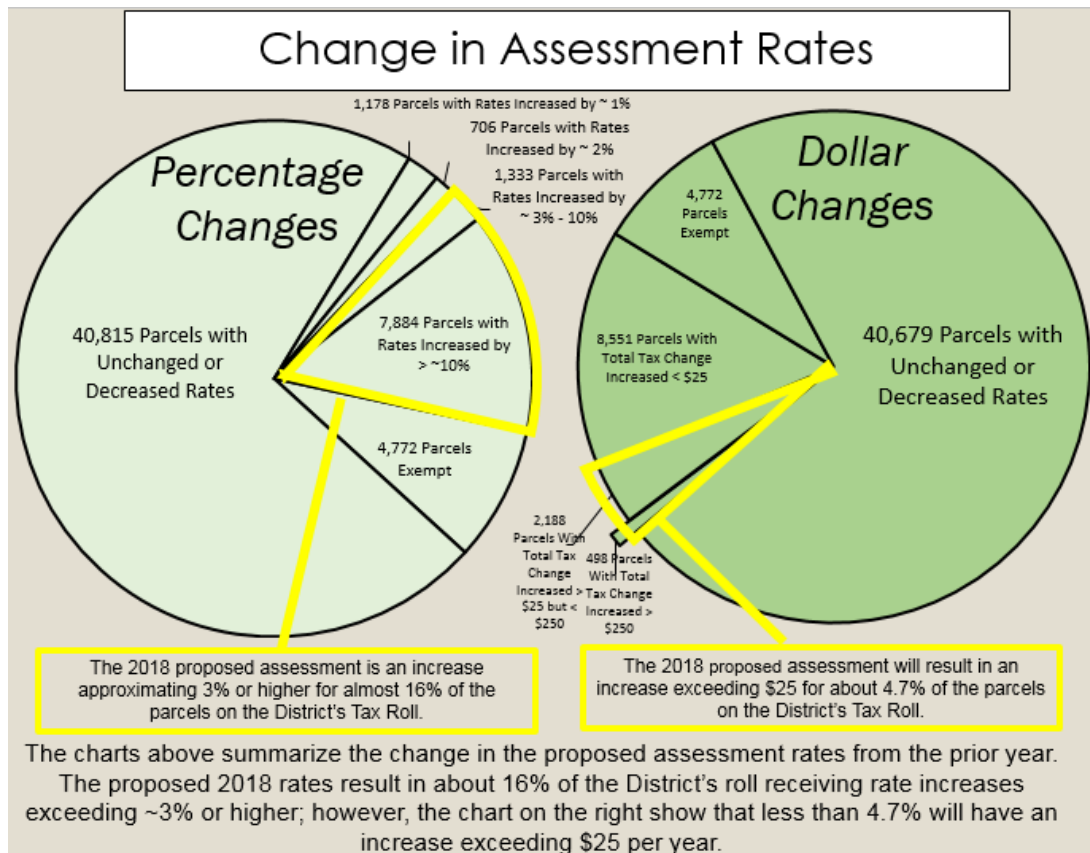 Change in Assessment Rates
Percentage
Changes
1,178 Parcels with Rates Increased by ~ 1%
706 Parcels with Rates
Increased by ~ 2%
1,333 Parcels with
Rates Increased by
~ 3% - 10%
7,884 Parcels with
Rates Increased by
> ~10%
4,772 Parcels
Exempt
40,815 Parcels with
Unchanged or
Decreased Rates
Dollar
Changes
4,772
Parcels
Exempt
8,551 Parcels With
Total Tax Change
Increased < $25
40,679 Parcels with
Unchanged or
Decreased Rates
2,188
Parcels With
Total Tax
Change
Increased >
$25 but <
$250
498 Parcels
With Total
Tax Change
Increased >
$250
The 2018 proposed assessment is an increase
approximating 3% or higher for almost 16% of the
parcels on the District's Tax Roll.
The 2018 proposed assessment will result in an
increase exceeding $25 for about 4.7% of the parcels
on the District's Tax Roll.
The charts above summarize the change in the proposed assessment rates from the prior year.
The proposed 2018 rates result in about 16% of the District's roll receiving rate increases
exceeding ~3% or higher; however, the chart on the right show that less than 4.7% will have an
increase exceeding $25 per year.